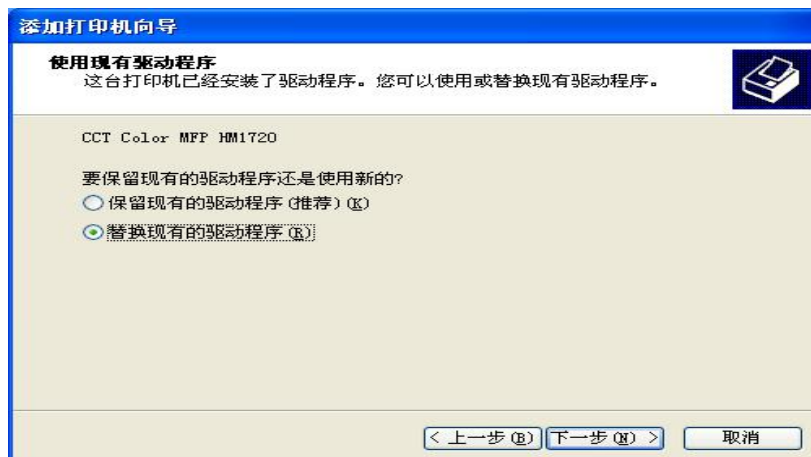 添加打印机向导
使用现有驱动程序
这台打印机已经安装了驱动程序。您可以使用或替换现有驱动程序。
CCT Color MFP HM1720
要保留现有的驱动程序还是使用新的?
保留现有的驱动程序(推荐)(K)
替换现有的驱动程序(R)
< 上一步(B) 下一步(N) > 取消